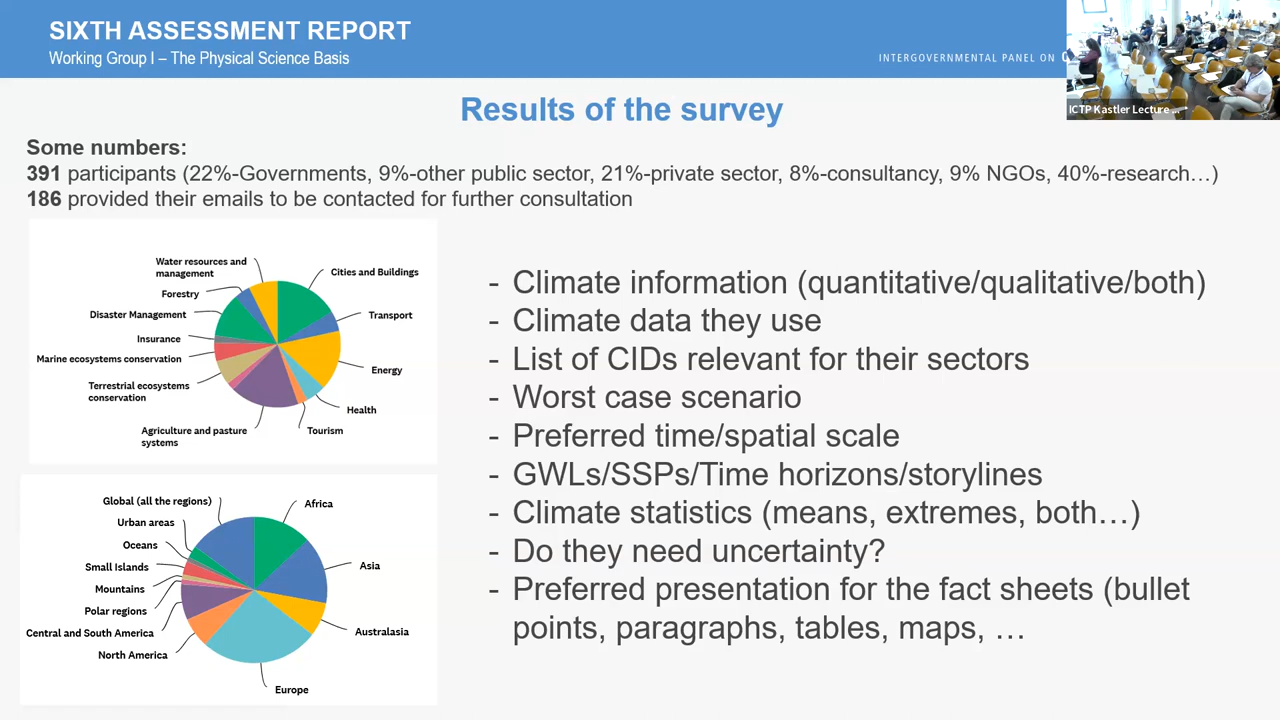 SIXTH ASSESSMENT REPORT
Working Group I – The Physical Science Basis
INTERGOVERNMENTAL PANEL ON
ICTP Kastler Lecture ...
Results of the survey
Some numbers:
391 participants (22%-Governments, 9%-other public sector, 21%-private sector, 8%-consultancy, 9% NGOs, 40%-research…)
186 provided their emails to be contacted for further consultation
Water resources and
management
Cities and Buildings
Forestry
Disaster Management
Transport
Insurance
Marine ecosystems conservation
Energy
Terrestrial ecosystems
conservation
Health
Agriculture and pasture
systems
Tourism
Global (all the regions)
Africa
Urban areas
Oceans
Asia
Small Islands
Mountains
Polar regions
Central and South America
Australasia
North America
Europe
- Climate information (quantitative/qualitative/both)
- Climate data they use
- List of CIDs relevant for their sectors
- Worst case scenario
- Preferred time/spatial scale
- GWLs/SSPs/Time horizons/storylines
- Climate statistics (means, extremes, both…)
- Do they need uncertainty?
- Preferred presentation for the fact sheets (bullet
points, paragraphs, tables, maps, …